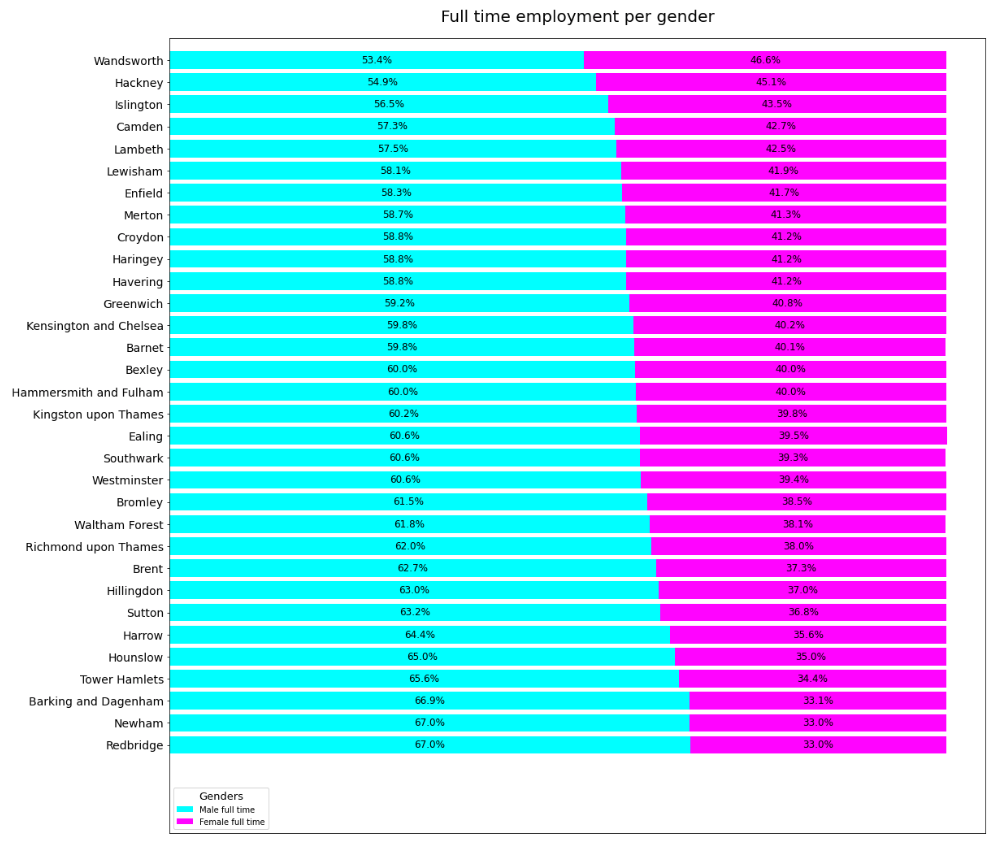 Full time employment per gender
Wandsworth 53.4% 46.6%
Hackney 54.9% 45.1%
Islington 56.5% 43.5%
Camden 57.3% 42.7%
Lambeth 57.5% 42.5%
Lewisham 58.1% 41.9%
Enfield 58.3% 41.7%
Merton 58.7% 41.3%
Croydon 58.8% 41.2%
Haringey 58.8% 41.2%
Havering 58.8% 41.2%
Greenwich 59.2% 40.8%
Kensington and Chelsea 59.8% 40.2%
Barnet 59.8% 40.1%
Bexley 60.0% 40.0%
Hammersmith and Fulham 60.0% 40.0%
Kingston upon Thames 60.2% 39.8%
Ealing 60.6% 39.5%
Southwark 60.6% 39.3%
Westminster 60.6% 39.4%
Bromley 61.5% 38.5%
Waltham Forest 61.8% 38.1%
Richmond upon Thames 62.0% 38.0%
Brent 62.7% 37.3%
Hillingdon 63.0% 37.0%
Sutton 63.2% 36.8%
Harrow 64.4% 35.6%
Hounslow 65.0% 35.0%
Tower Hamlets 65.6% 34.4%
Barking and Dagenham 66.9% 33.1%
Newham 67.0% 33.0%
Redbridge 67.0% 33.0%
Genders
Male full time
Female full time